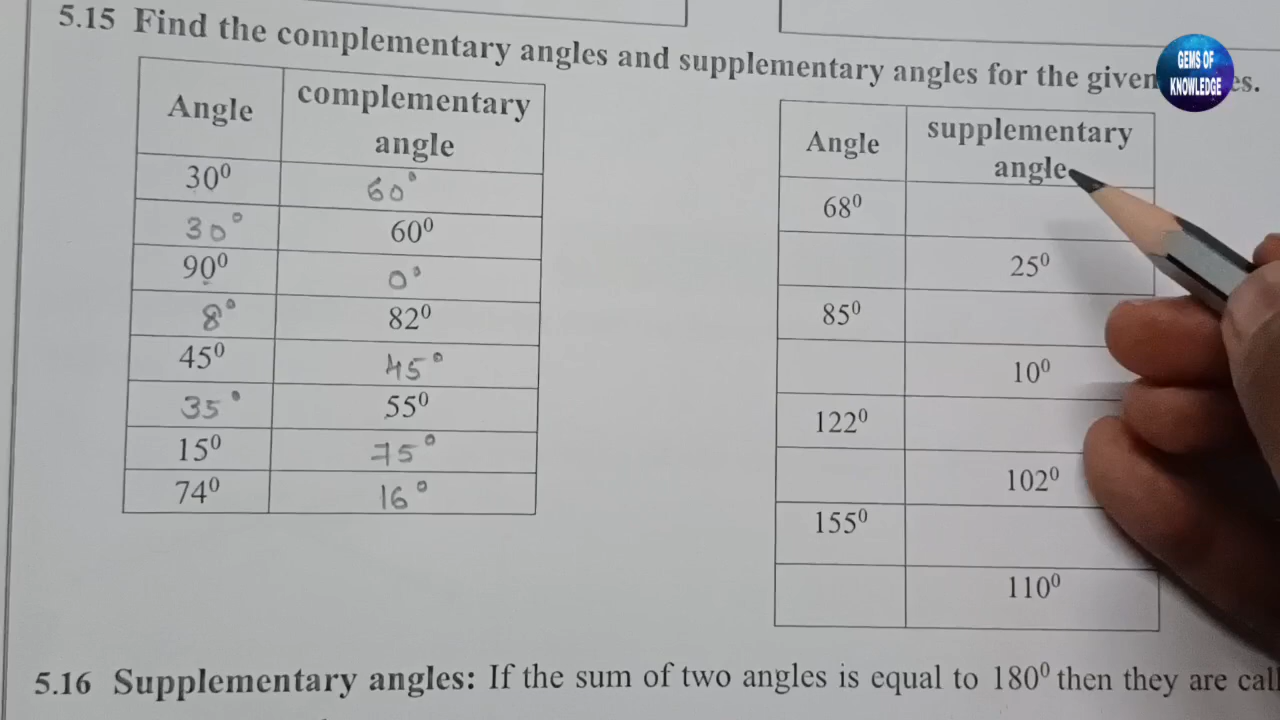 5.15 Find the complementary angles and supplementary angles for the given
GEMS OF
KNOWLEDGE
es.
Angle complementary
angle
30⁰ 60°
30° 60⁰
90⁰ 0°
8° 82⁰
45⁰ 45°
35° 55⁰
15⁰ 75°
74⁰ 16°
Angle supplementary
angle
68⁰
25⁰
85⁰
10⁰
122⁰
102⁰
155⁰
110⁰
5.16 Supplementary angles: If the sum of two angles is equal to 180⁰ then they are call